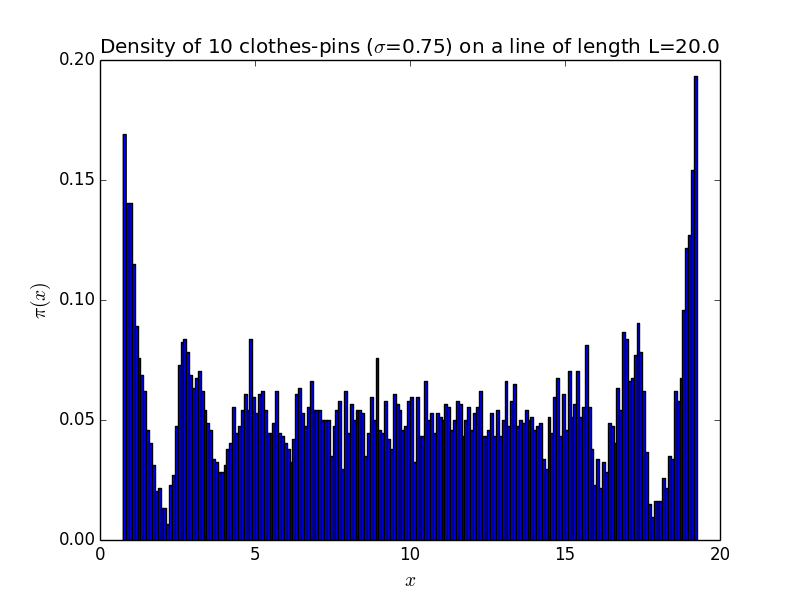 Density of 10 clothes-pins (σ=0.75) on a line of length L=20.0
0.20
0.15
0.10
0.05
0.00
π(x)
0 5 10 15 20
x